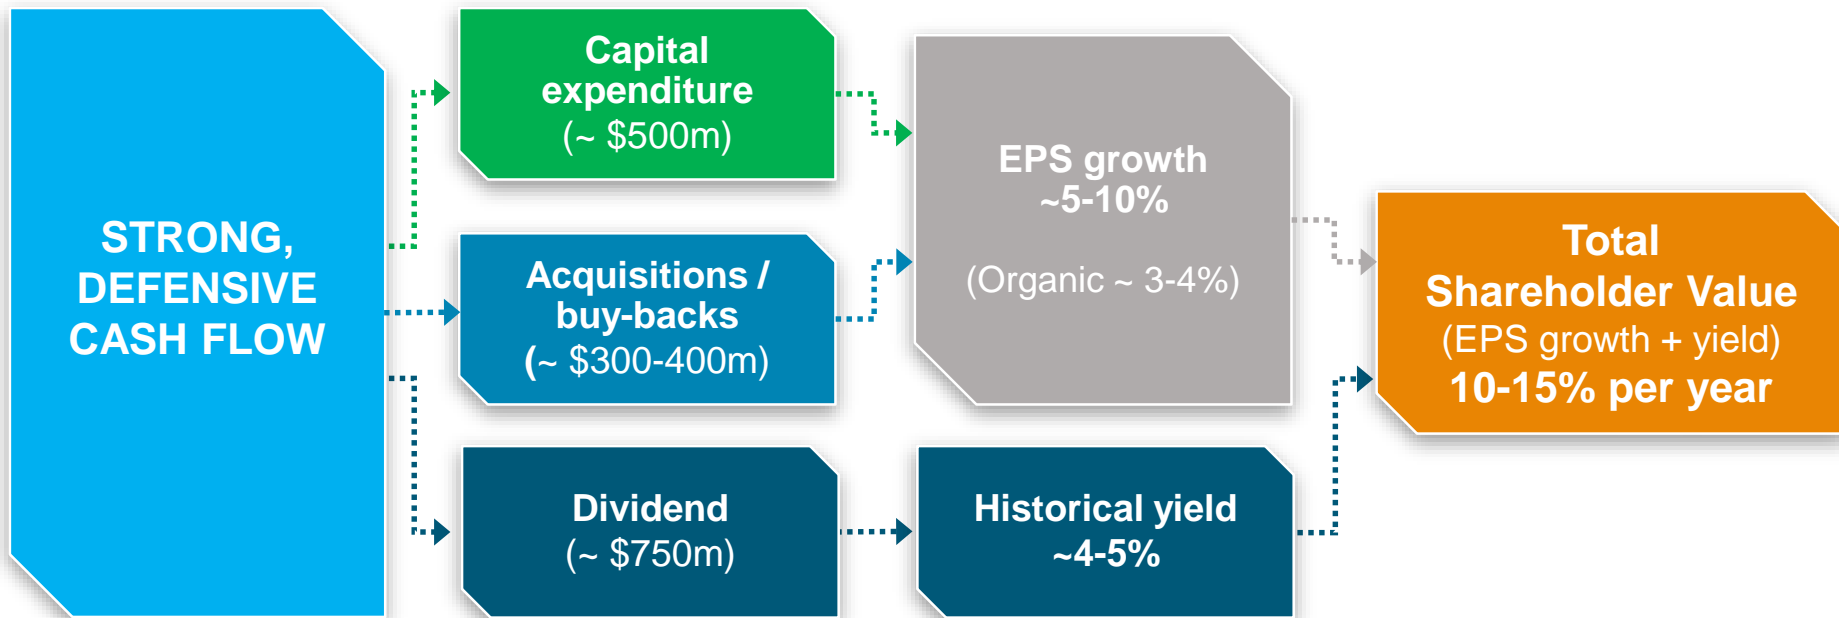 STRONG,
DEFENSIVE
CASH FLOW
Capital
expenditure
(~ $500m)
Acquisitions /
buy-backs
(~ $300-400m)
Dividend
(~ $750m)
EPS growth
~5-10%
(Organic ~ 3-4%)
Historical yield
~4-5%
Total
Shareholder Value
(EPS growth + yield)
10-15% per year